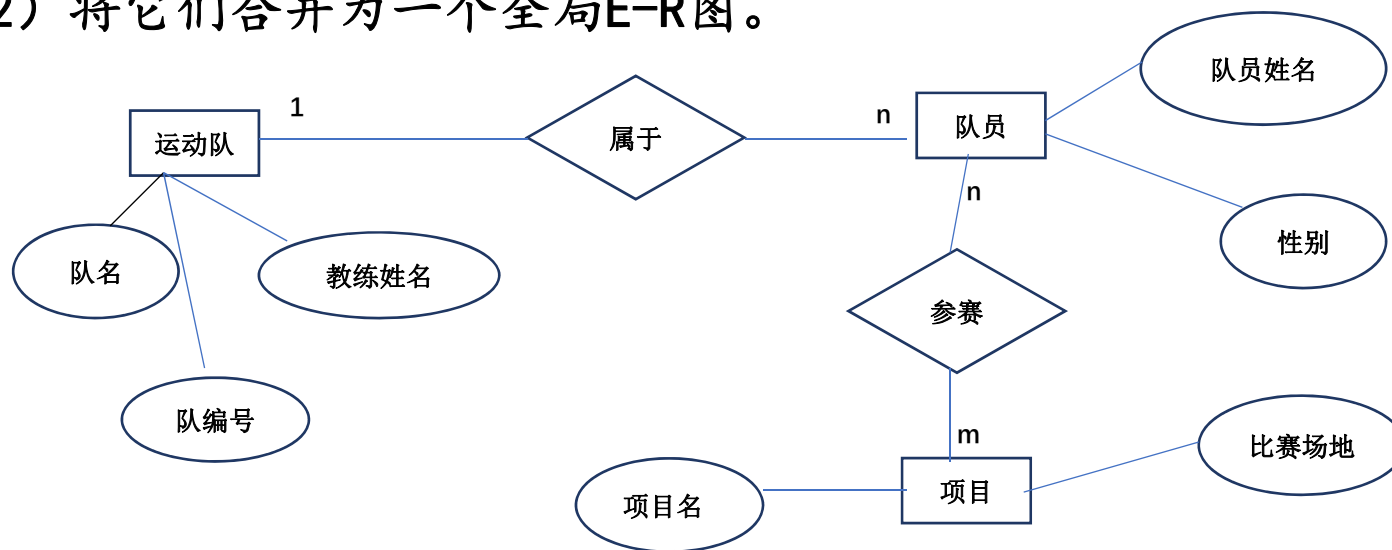 2）将它们合并为一个全局E-R图。
队员姓名
1
n
运动队
属于
队员
n
性别
队名
教练姓名
参赛
队编号
m
比赛场地
项目名
项目